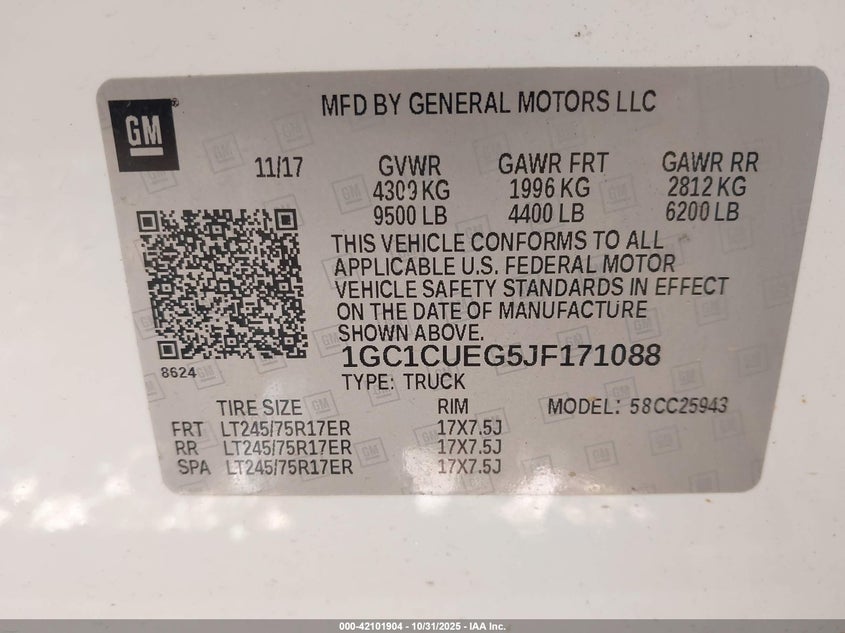 GM
MFD BY GENERAL MOTORS LLC
11/17 GVWR GAWR FRT GAWR RR
4309 KG 1996 KG 2812 KG
9500 LB 4400 LB 6200 LB
THIS VEHICLE CONFORMS TO ALL
APPLICABLE U.S. FEDERAL MOTOR
VEHICLE SAFETY STANDARDS IN EFFECT
ON THE DATE OF MANUFACTURE
SHOWN ABOVE.
8624
1GC1CUEG5JF171088
TYPE: TRUCK
TIRE SIZE RIM MODEL: 58CC25943
FRT LT245/75R17ER 17X7.5J
RR LT245/75R17ER 17X7.5J
SPA LT245/75R17ER 17X7.5J
000-42101904 - 10/31/2025 - IAA Inc.